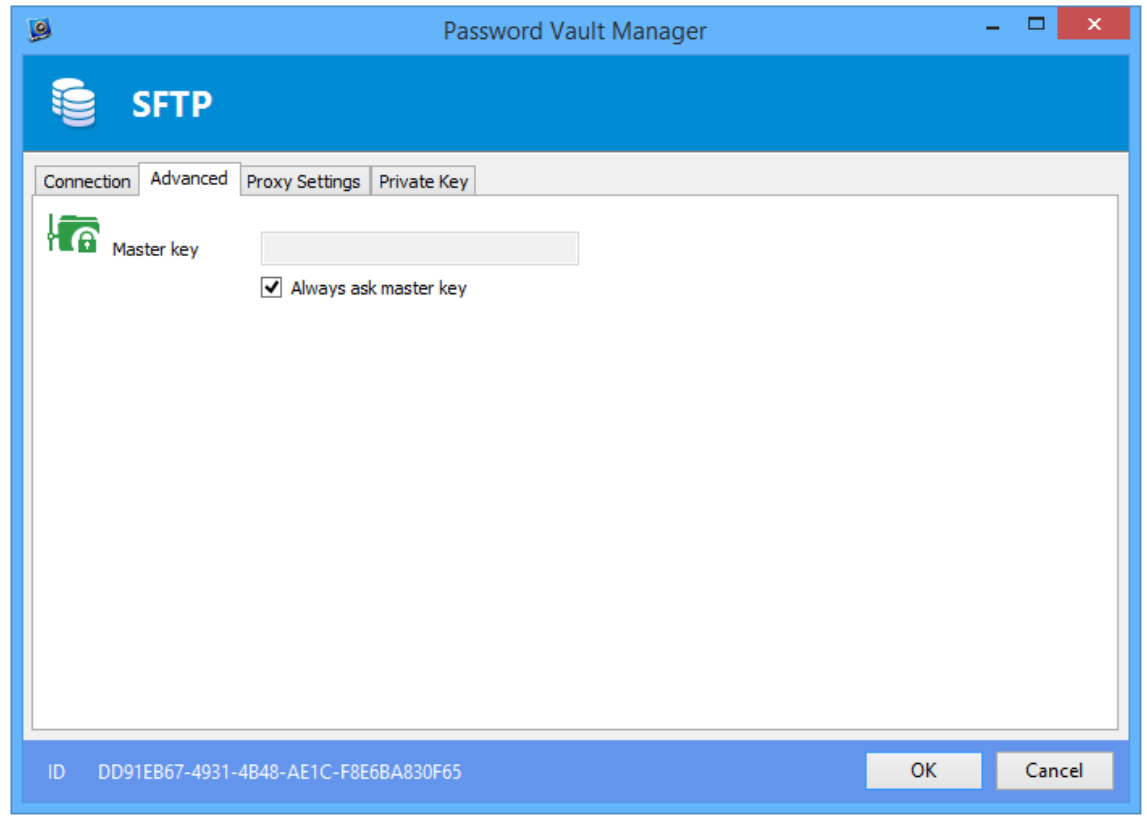 Password Vault Manager
SFTP
Connection Advanced Proxy Settings Private Key
Master key
Always ask master key
ID DD91EB67-4931-4B48-AE1C-F8E6BA830F65 OK Cancel